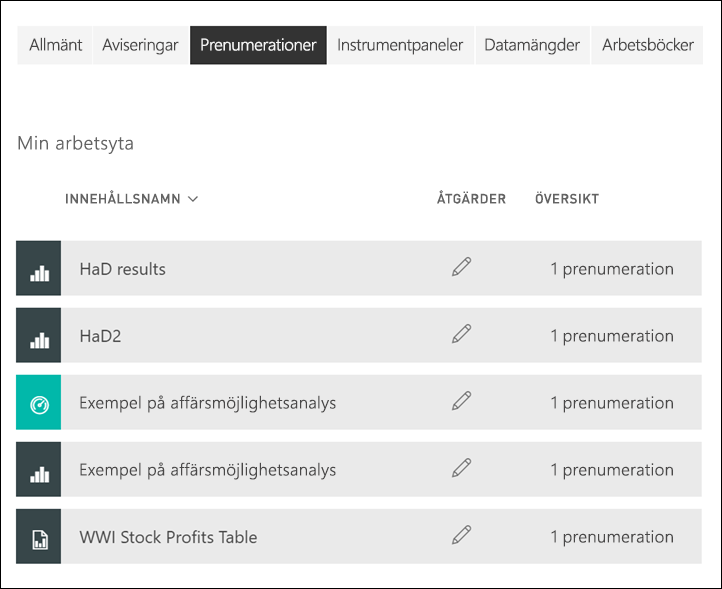 Allmänt Aviseringar Prenumerationer Instrumentpaneler Datamängder Arbetsböcker
Min arbetsyta
INNEHÅLLSNAMN ÅTGÄRDER ÖVERSIKT
HaD results 1 prenumeration
HaD2 1 prenumeration
Exempel på affärsmöjlighetsanalys 1 prenumeration
Exempel på affärsmöjlighetsanalys 1 prenumeration
WWI Stock Profits Table 1 prenumeration